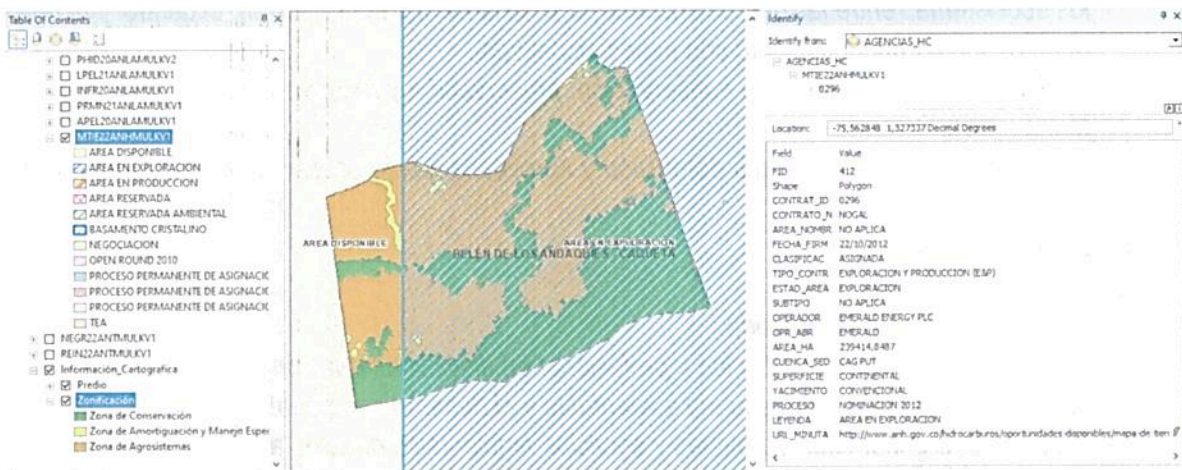 Table Of Contents
PHID20ANLAMULKV2
LPEL21ANLAMULKV1
INFR20ANLAMULKV1
PRMN21ANLAMULKV1
APEL20ANLAMULKV1
MTIE22ANHMULKV1
AREA DISPONIBLE
AREA EN EXPLORACION
AREA EN PRODUCCION
AREA RESERVADA
AREA RESERVADA AMBIENTAL
BASAMENTO CRISTALINO
NEGOCIACION
OPEN ROUND 2010
PROCESO PERMANENTE DE ASIGNACIC
PROCESO PERMANENTE DE ASIGNACIC
PROCESO PERMANENTE DE ASIGNACIC
TEA
NEGR22ANTMULKV1
REIN22ANTMULKV1
Información_Cartografica
Predio
Zonificación
Zona de Conservación
Zona de Amortiguación y Manejo Espec
Zona de Agrosistemas
AREA DISPONIBLE
AREA EN EXPLORACION
BELÉN DE LOS ANDAQUIES - CAQUETA
Identify
Identify from: AGENCIAS_HC
AGENCIAS_HC
MTIE22ANHMULKV1
0296
Location: -75,562848 1,327337 Decimal Degrees
Field Value
FID 412
Shape Polygon
CONTRAT_ID 0296
CONTRATO_N NOGAL
AREA_NOMBR NO APLICA
FECHA_FIRM 22/10/2012
CLASIFICAC ASIGNADA
TIPO_CONTR EXPLORACION Y PRODUCCION (E&P)
ESTAD_AREA EXPLORACION
SUBTIPO NO APLICA
OPERADOR EMERALD ENERGY PLC
OPR_ABR EMERALD
AREA_HA 239414,8487
CUENCA_SED CAG PUT
SUPERFICIE CONTINENTAL
YACIMIENTO CONVENCIONAL
PROCESO NOMINACION 2012
LEYENDA AREA EN EXPLORACION
URL_MINUTA http://www.anh.gov.co/hidrocarburos/oportunidades-disponibles/mapa-de-tierr